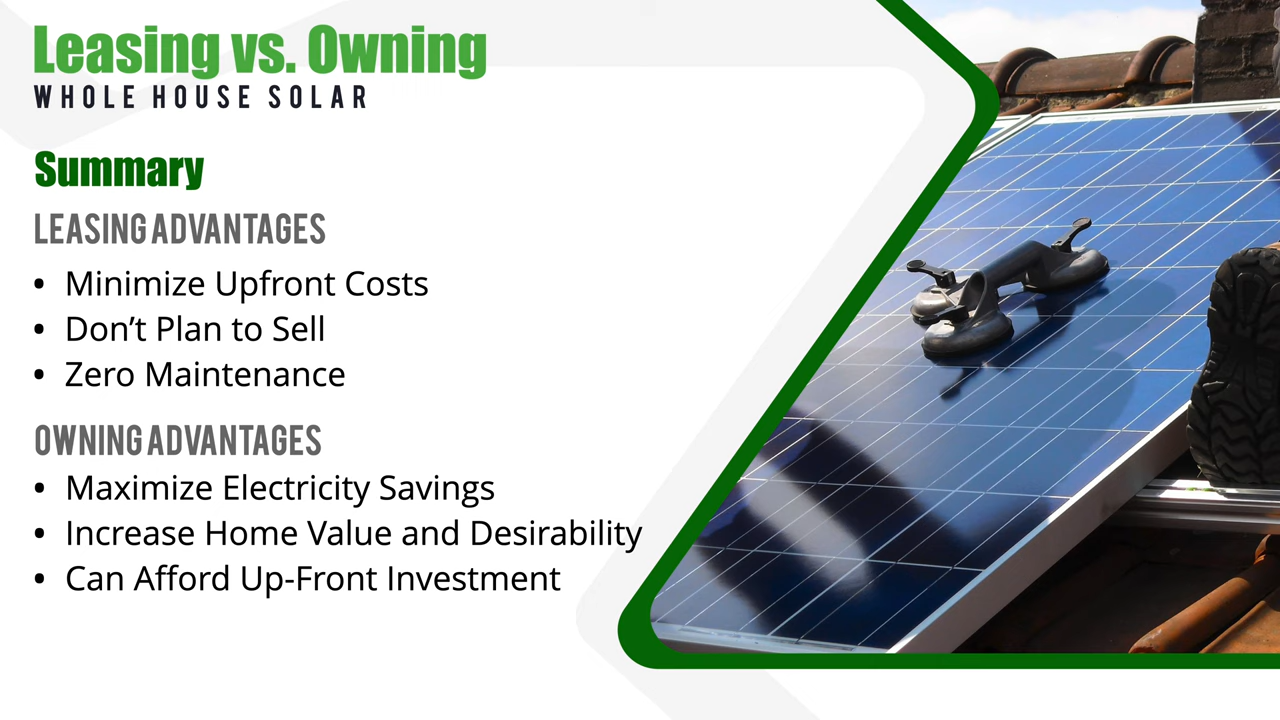 Leasing vs. Owning
WHOLE HOUSE SOLAR
Summary
LEASING ADVANTAGES
• Minimize Upfront Costs
• Don’t Plan to Sell
• Zero Maintenance
OWNING ADVANTAGES
• Maximize Electricity Savings
• Increase Home Value and Desirability
• Can Afford Up-Front Investment